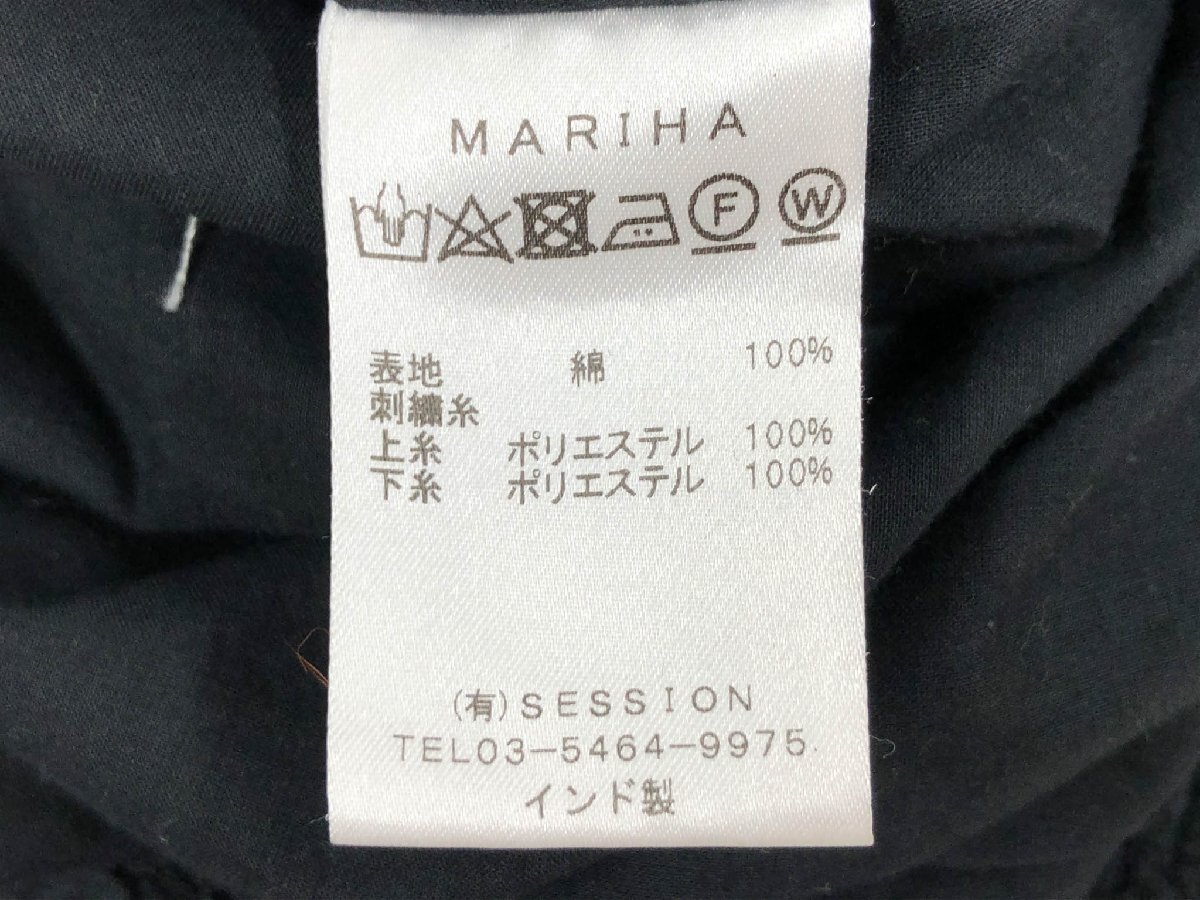 MARIHA
F W
表地 綿 100%
刺繍糸
上糸 ポリエステル 100%
下糸 ポリエステル 100%
(有)SESSION
TEL03-5464-9975.
インド製